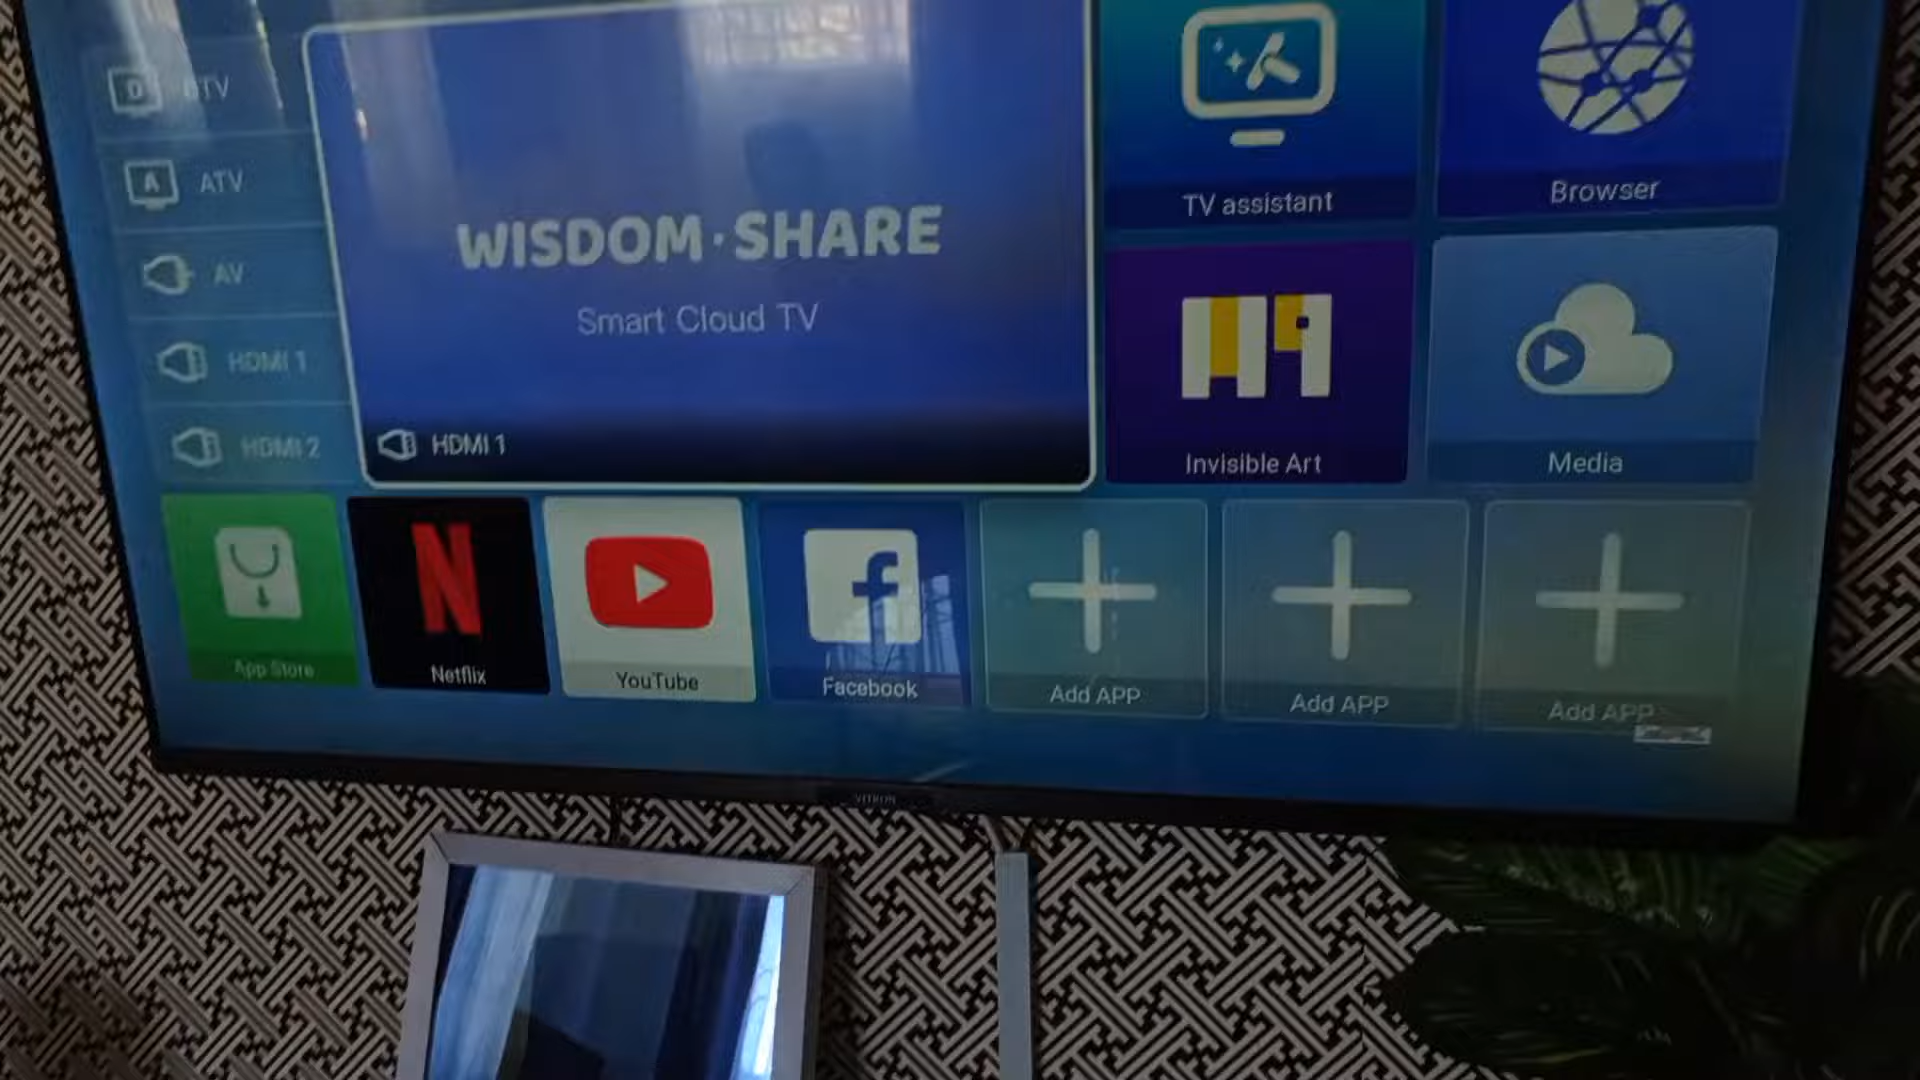 D DTV
A ATV
AV
HDMI 1
HDMI 2
WISDOM·SHARE
Smart Cloud TV
HDMI 1
TV assistant
Browser
Invisible Art
Media
App Store
N
Netflix
YouTube
f
Facebook
Add APP
Add APP
Add APP
VITRON